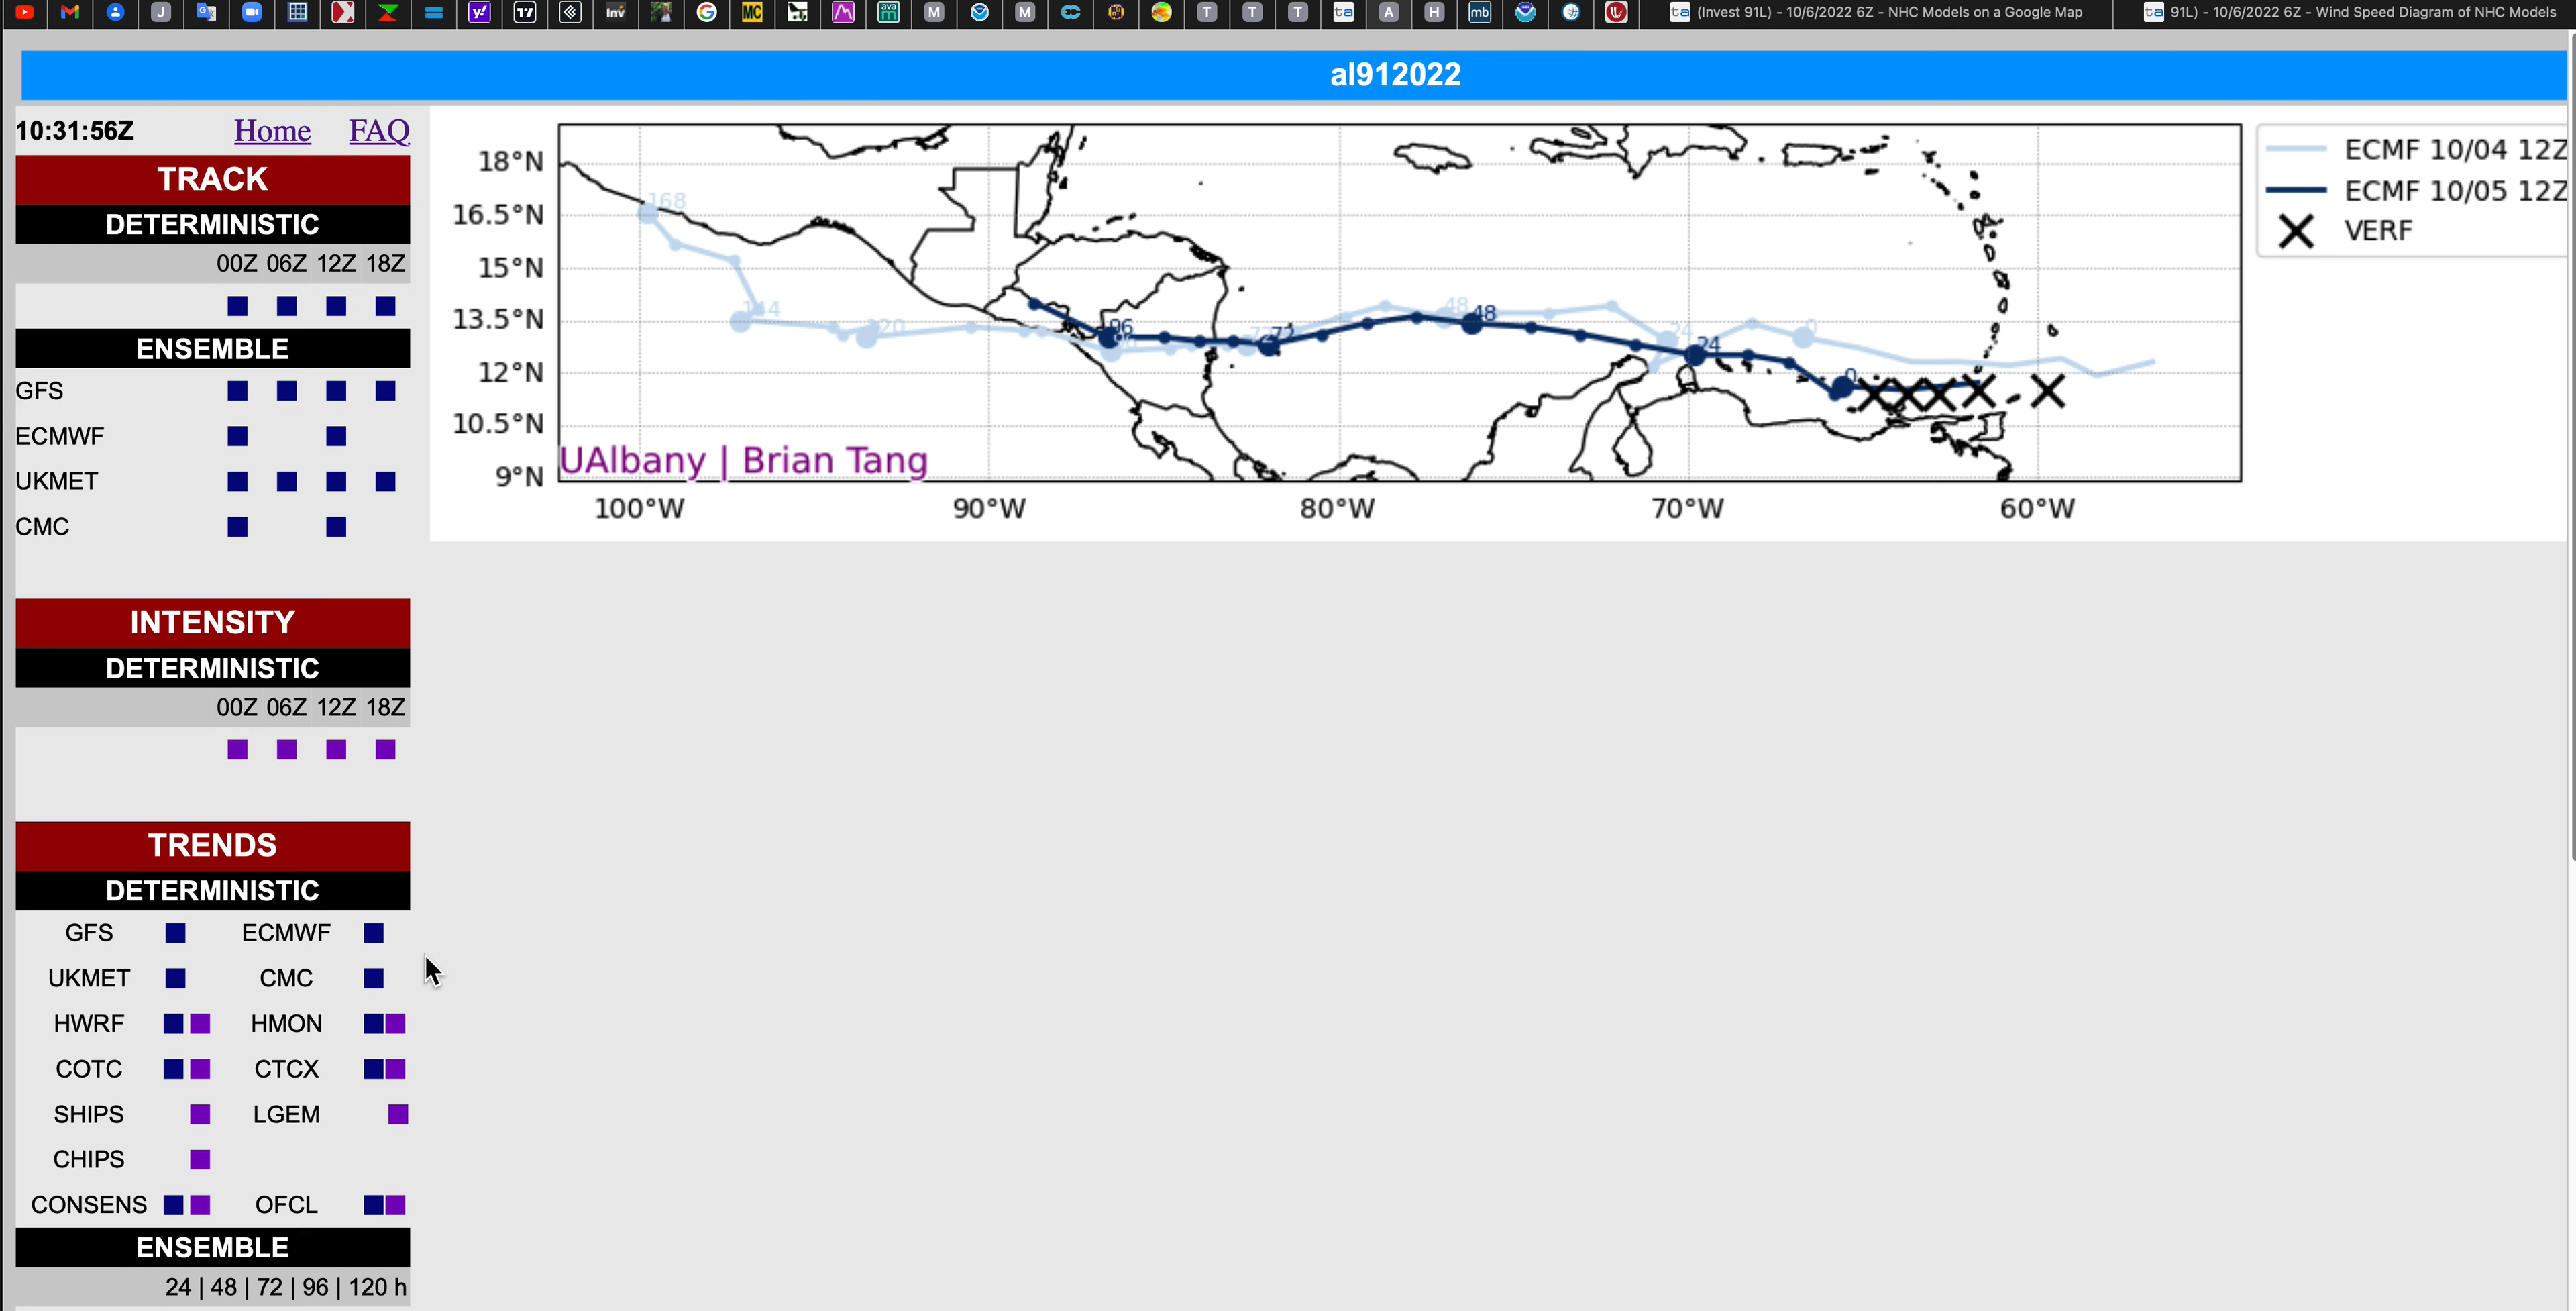 (Invest 91L) - 10/6/2022 6Z - NHC Models on a Google Map
91L) - 10/6/2022 6Z - Wind Speed Diagram of NHC Models
al912022
10:31:56Z Home FAQ
TRACK
DETERMINISTIC
00Z 06Z 12Z 18Z
ENSEMBLE
GFS
ECMWF
UKMET
CMC
INTENSITY
DETERMINISTIC
00Z 06Z 12Z 18Z
TRENDS
DETERMINISTIC
GFS ECMWF
UKMET CMC
HWRF HMON
COTC CTCX
SHIPS LGEM
CHIPS
CONSENS OFCL
ENSEMBLE
24 | 48 | 72 | 96 | 120 h
ECMF 10/04 12Z
ECMF 10/05 12Z
VERF
18°N
16.5°N
15°N
13.5°N
12°N
10.5°N
9°N
168
144
120
96
96
72
72
48
48
24
24
0
0
UAlbany | Brian Tang
100°W 90°W 80°W 70°W 60°W